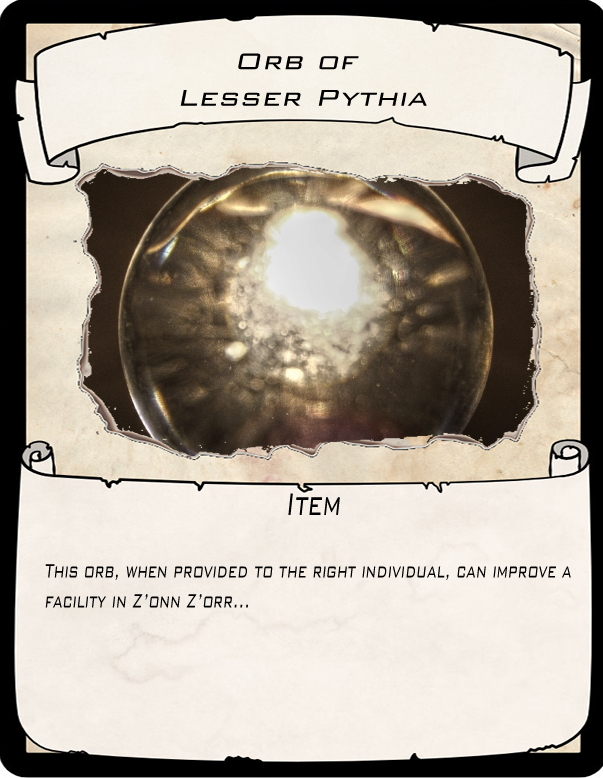 Orb of
Lesser Pythia
Item
This orb, when provided to the right individual, can improve a
facility in Z'onn Z'orr...